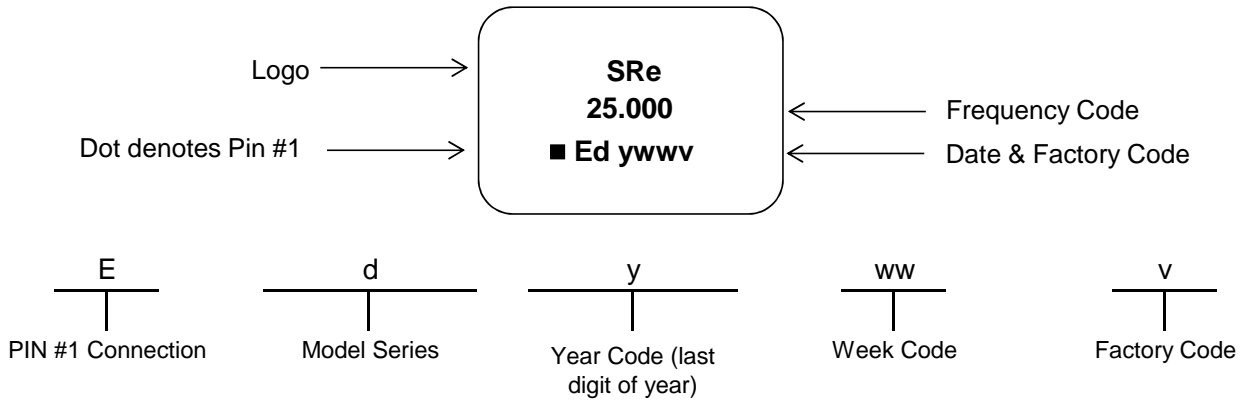 Logo
SRe
25.000
Frequency Code
Dot denotes Pin #1
■ Ed ywwv
Date & Factory Code
E
d
y
ww
v
PIN #1 Connection
Model Series
Year Code (last
digit of year)
Week Code
Factory Code